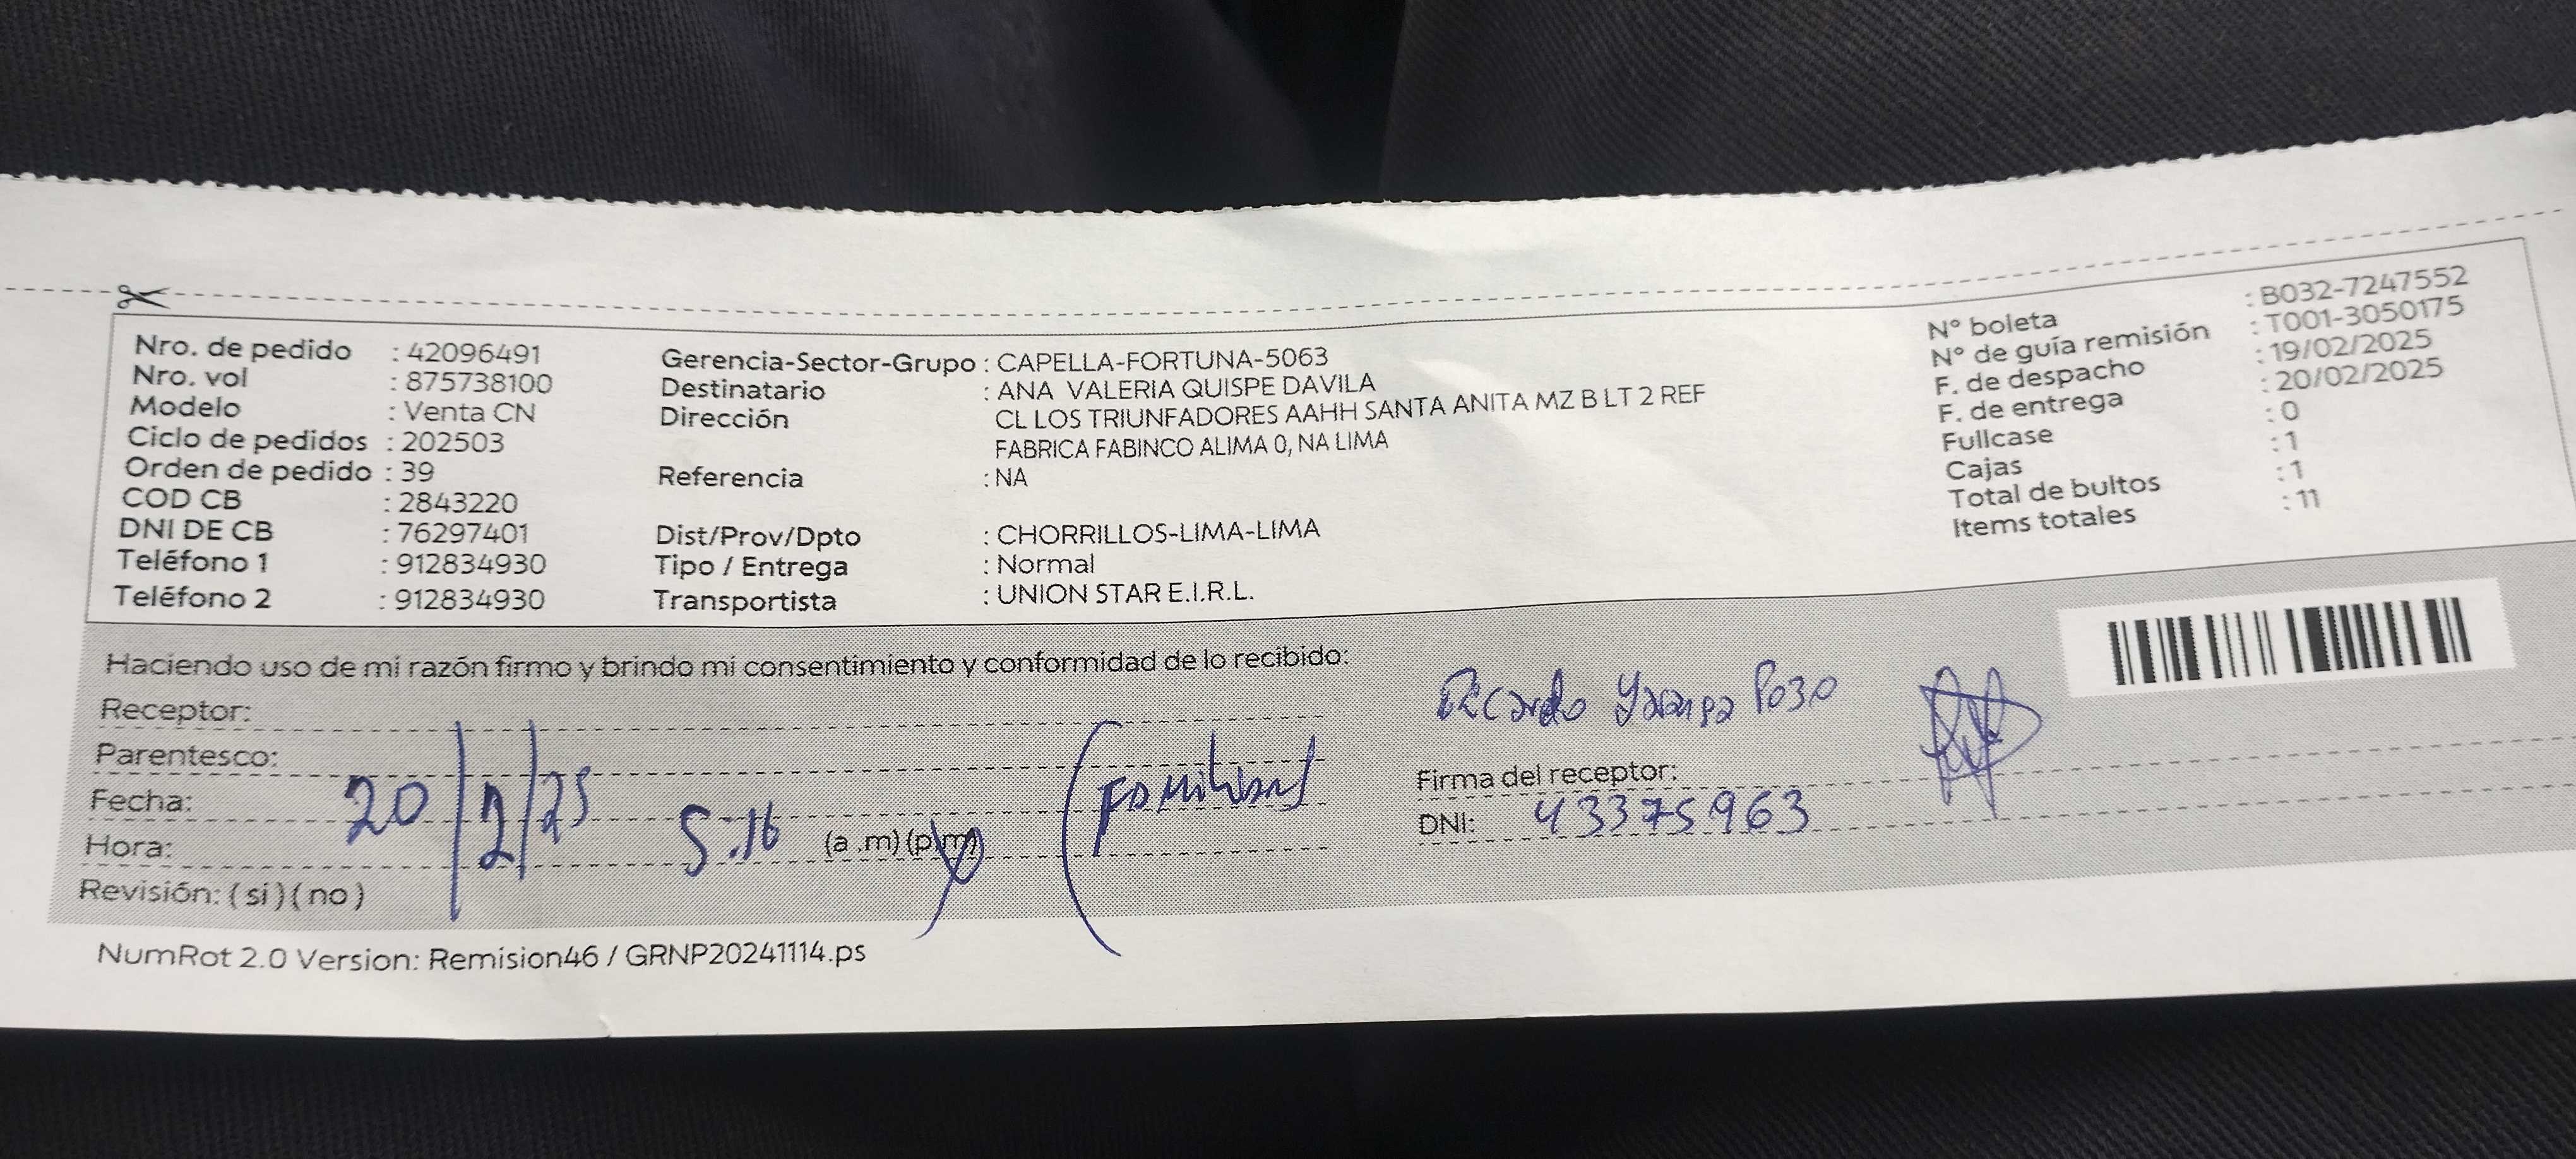 Nro. de pedido : 42096491
Nro. vol : 875738100
Modelo : Venta CN
Ciclo de pedidos : 202503
Orden de pedido : 39
COD CB : 2843220
DNI DE CB : 76297401
Teléfono 1 : 912834930
Teléfono 2 : 912834930
Gerencia-Sector-Grupo : CAPELLA-FORTUNA-5063
Destinatario : ANA VALERIA QUISPE DAVILA
Dirección CL LOS TRIUNFADORES AAHH SANTA ANITA MZ B LT 2 REF
FABRICA FABINCO ALIMA 0, NA LIMA
Referencia : NA
Dist/Prov/Dpto : CHORRILLOS-LIMA-LIMA
Tipo / Entrega : Normal
Transportista : UNION STAR E.I.R.L.
N° boleta : B032-7247552
N° de guía remisión : T001-3050175
F. de despacho : 19/02/2025
F. de entrega : 20/02/2025
Fullcase : 0
Cajas : 1
Total de bultos : 1
Items totales : 11
Haciendo uso de mi razón firmo y brindo mi consentimiento y conformidad de lo recibido:
Receptor:
Parentesco:
Fecha: 20/2/25
Hora: 5:16 (a .m) (p.m)
Revisión: ( si ) ( no )
(Familiar)
Ricardo Yaranga Pozo
Firma del receptor:
DNI: 43375963
NumRot 2.0 Version: Remision46 / GRNP20241114.ps